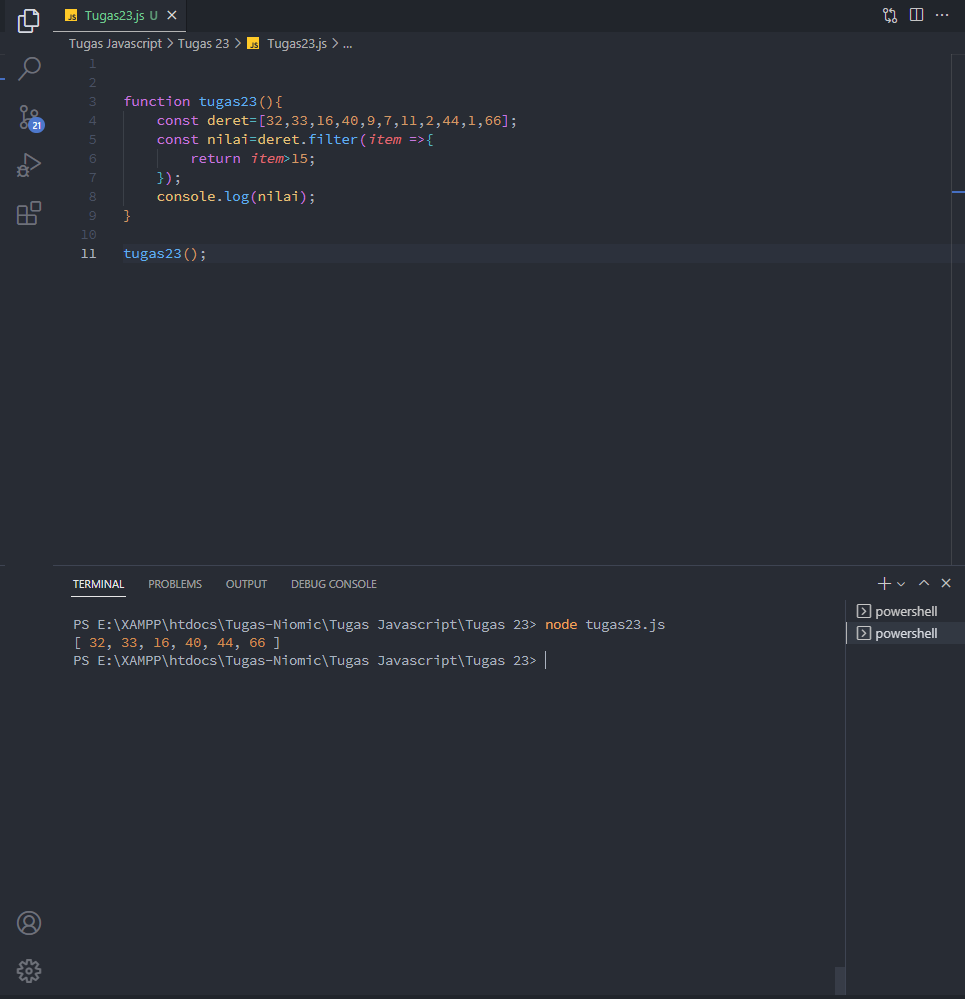 JS Tugas23.js U
Tugas Javascript > Tugas 23 > JS Tugas23.js > ...
1
2
3 function tugas23(){
4 const deret=[32,33,16,40,9,7,11,2,44,1,66];
5 const nilai=deret.filter(item =>{
6 return item>15;
7 });
8 console.log(nilai);
9 }
10
11 tugas23();
21
TERMINAL PROBLEMS OUTPUT DEBUG CONSOLE
powershell
powershell
PS E:\XAMPP\htdocs\Tugas-Niomic\Tugas Javascript\Tugas 23> node tugas23.js
[ 32, 33, 16, 40, 44, 66 ]
PS E:\XAMPP\htdocs\Tugas-Niomic\Tugas Javascript\Tugas 23>